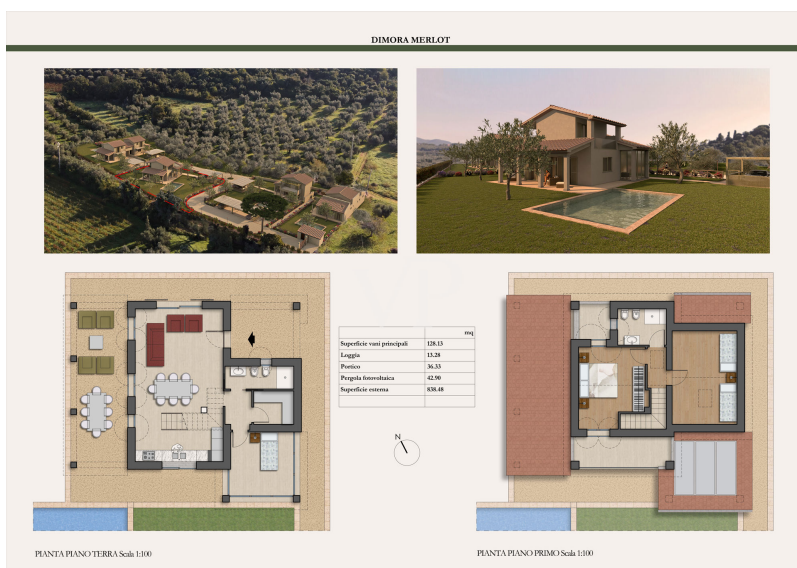 DIMORA MERLOT
mq
Superficie vani principali 128.13
Loggia 13.28
Portico 36.33
Pergola fotovoltaica 42.90
Superficie esterna 838.48
N
PIANTA PIANO TERRA Scala 1:100
PIANTA PIANO PRIMO Scala 1:100